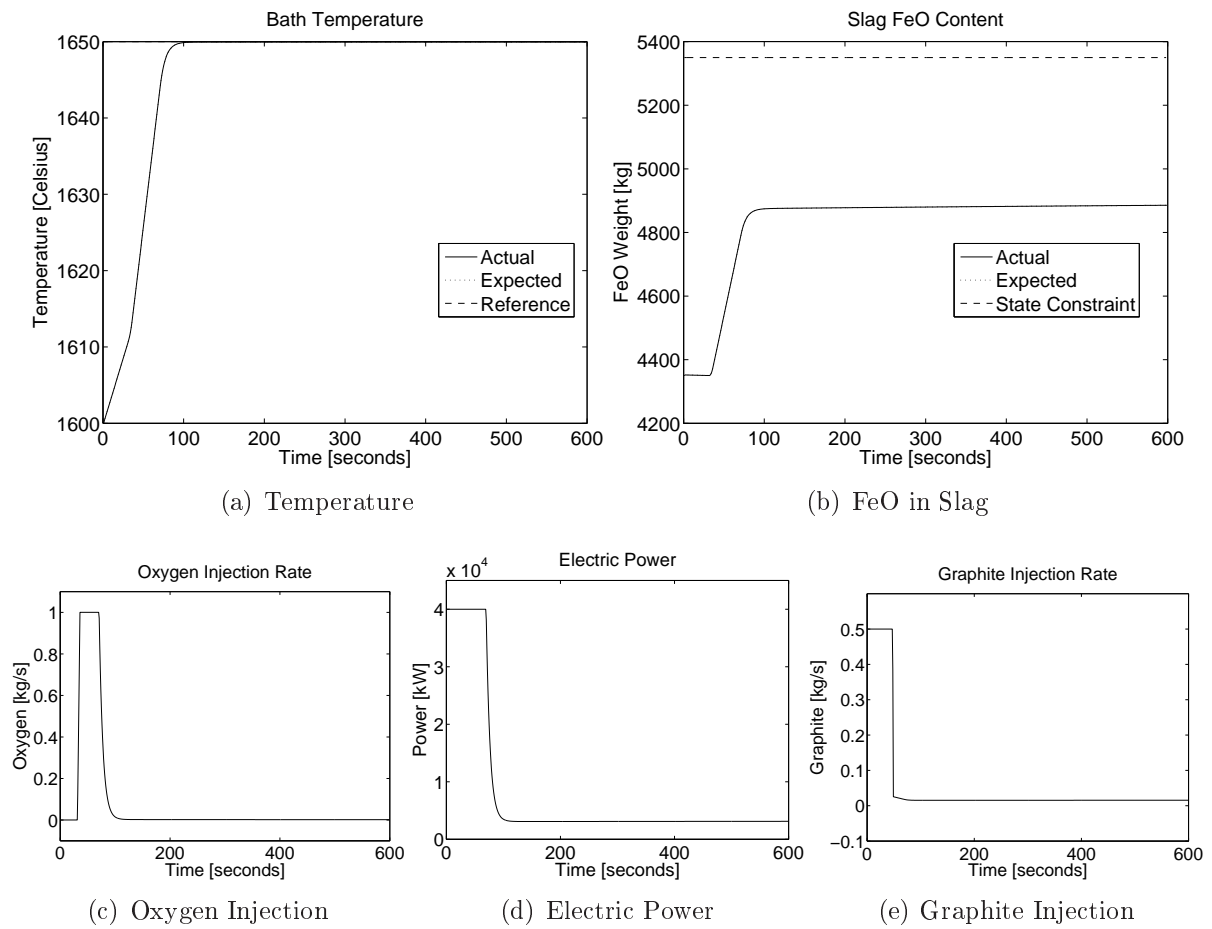 Bath Temperature
1650
1640
1630
1620
1610
1600
Temperature [Celsius]
Actual
Expected
Reference
0 100 200 300 400 500 600
Time [seconds]
(a) Temperature
Slag FeO Content
5400
5200
5000
4800
4600
4400
4200
FeO Weight [kg]
Actual
Expected
State Constraint
0 100 200 300 400 500 600
Time [seconds]
(b) FeO in Slag
Oxygen Injection Rate
1
0.8
0.6
0.4
0.2
0
Oxygen [kg/s]
0 200 400 600
Time [seconds]
(c) Oxygen Injection
Electric Power
x 10^4
4
3
2
1
0
Power [kW]
0 200 400 600
Time [seconds]
(d) Electric Power
Graphite Injection Rate
0.5
0.4
0.3
0.2
0.1
0
−0.1
Graphite [kg/s]
0 200 400 600
Time [seconds]
(e) Graphite Injection